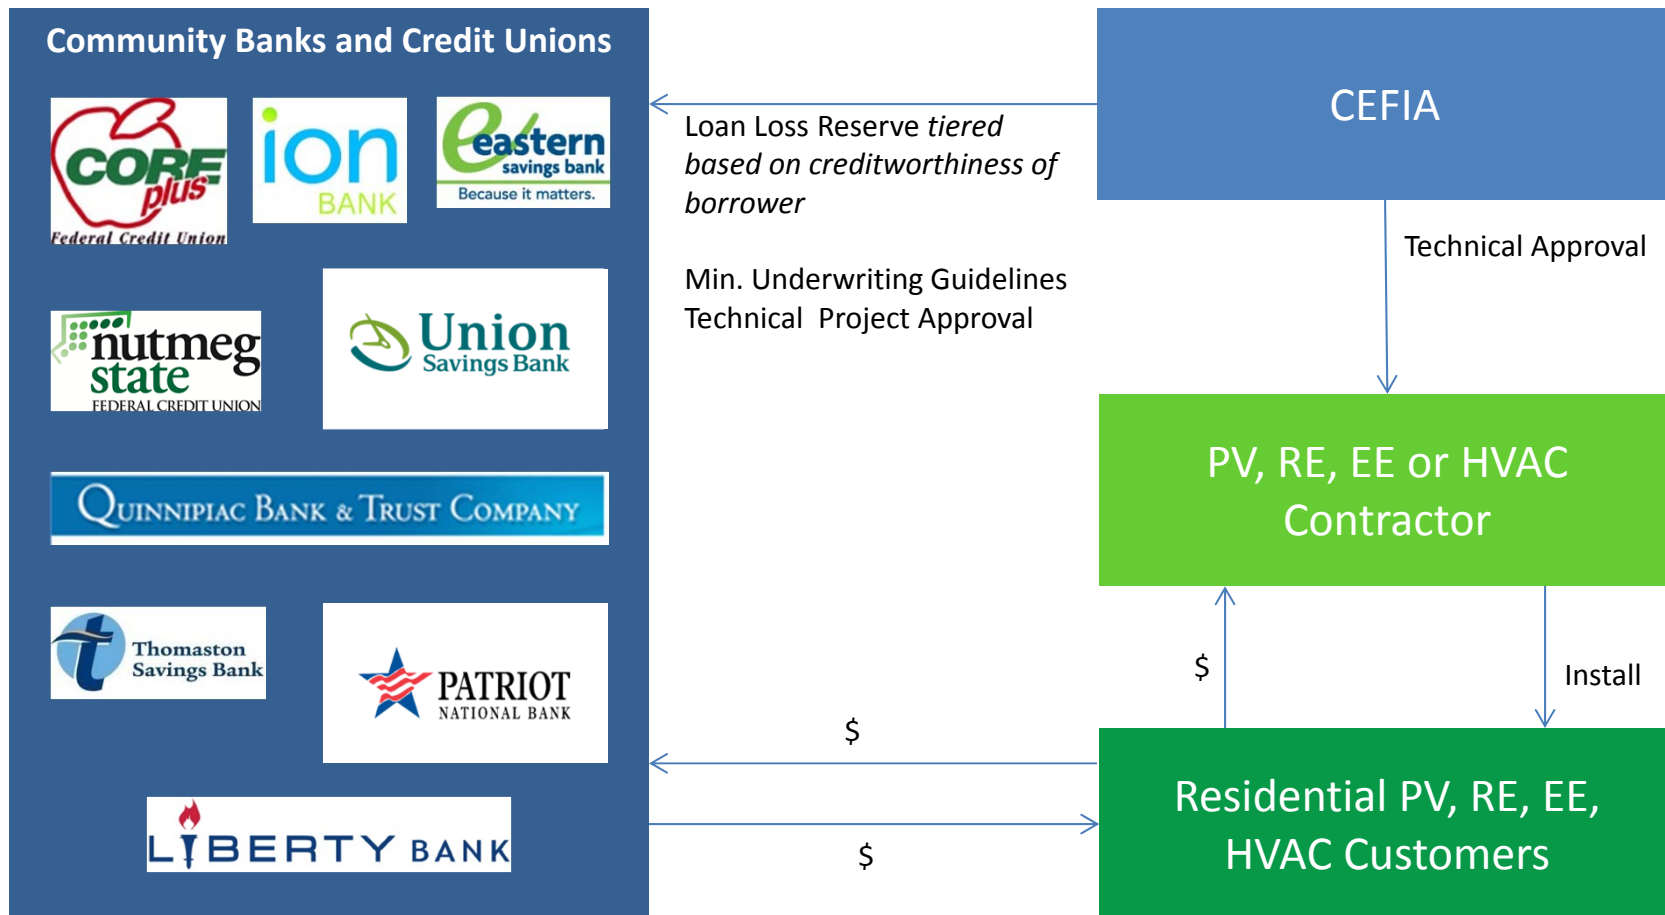 Community Banks and Credit Unions
CORE
plus
Federal Credit Union
ion
BANK
eastern
savings bank
Because it matters.
nutmeg
state
FEDERAL CREDIT UNION
Union
Savings Bank
QUINNIPIAC BANK & TRUST COMPANY
Thomaston
Savings Bank
PATRIOT
NATIONAL BANK
LIBERTY BANK
Loan Loss Reserve tiered
based on creditworthiness of
borrower
Min. Underwriting Guidelines
Technical  Project Approval
$
$
CEFIA
Technical Approval
PV, RE, EE or HVAC
Contractor
$
Install
Residential PV, RE, EE,
HVAC Customers